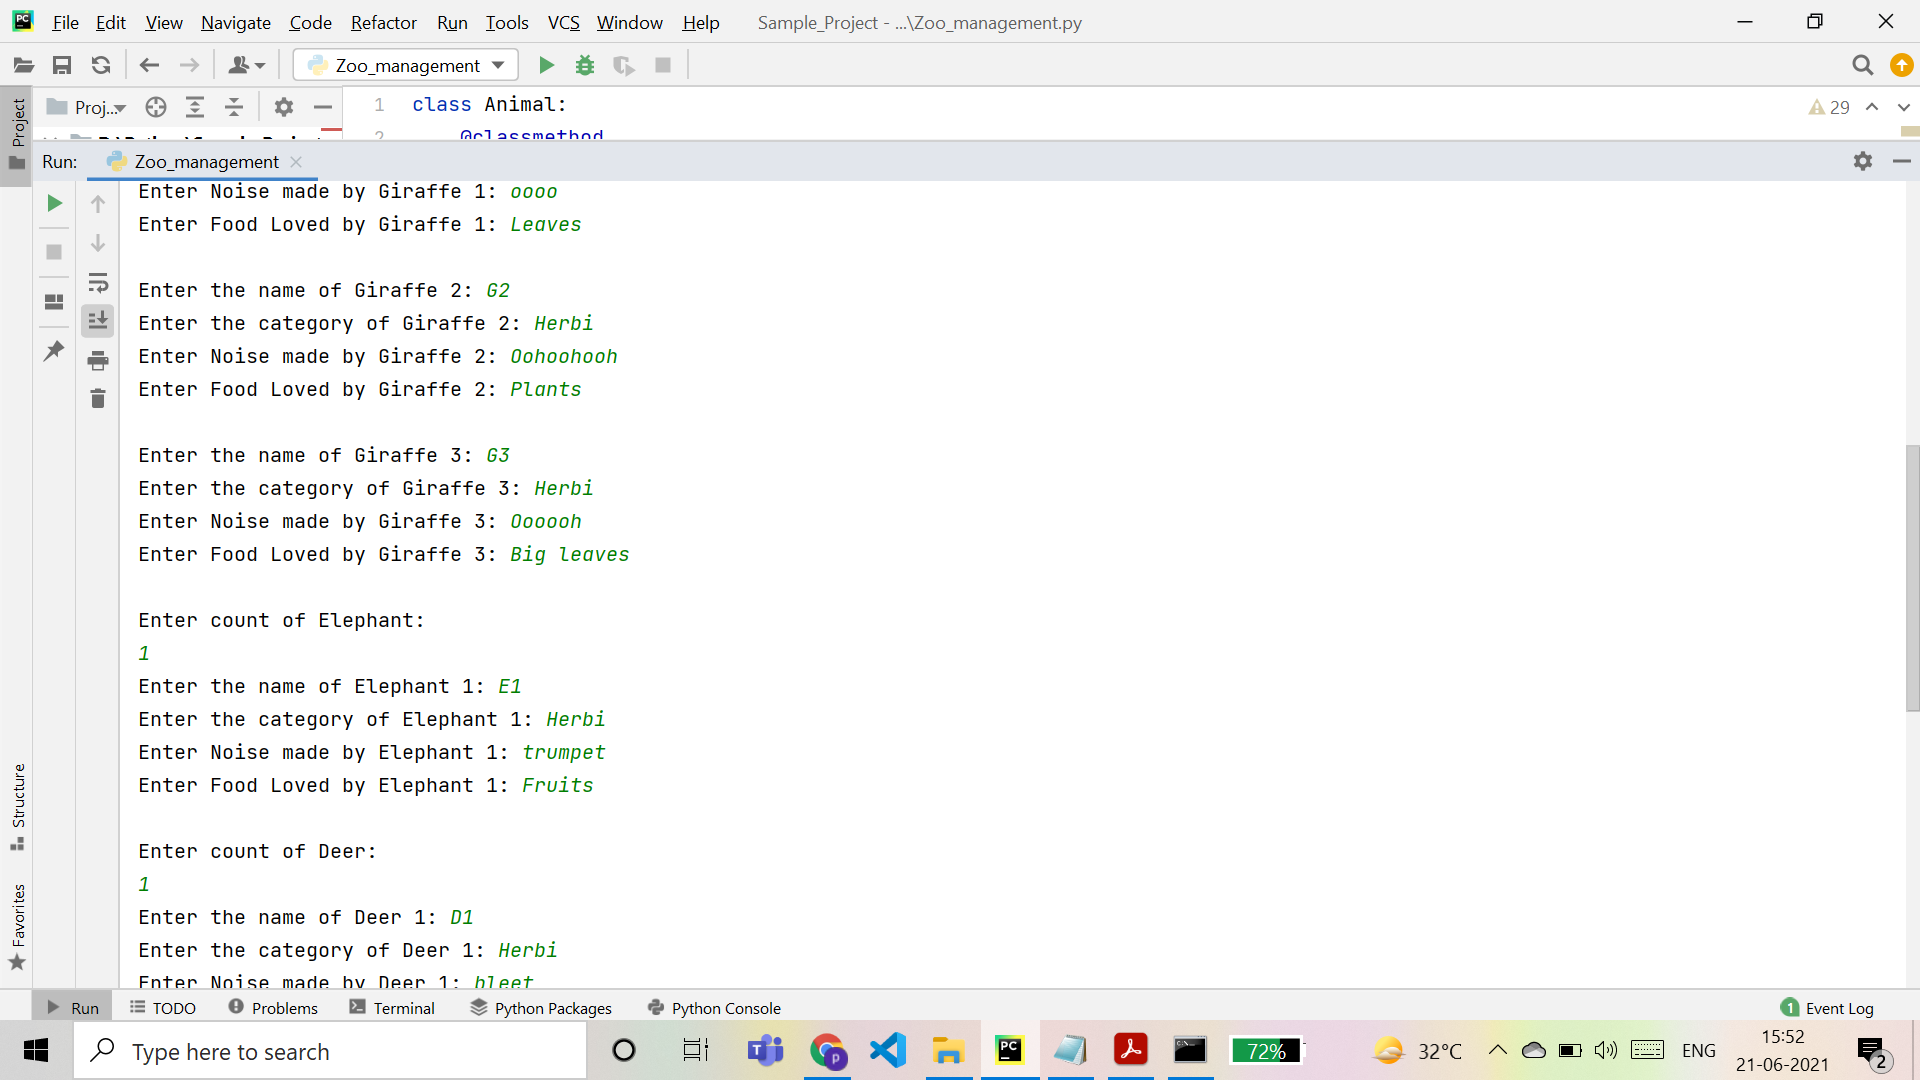 File Edit View Navigate Code Refactor Run Tools VCS Window Help Sample_Project - ...\Zoo_management.py
Zoo_management
Project
Proj...
1 class Animal:
29
2 @classmethod
Run: Zoo_management
Enter Noise made by Giraffe 1: oooo
Enter Food Loved by Giraffe 1: Leaves
Enter the name of Giraffe 2: G2
Enter the category of Giraffe 2: Herbi
Enter Noise made by Giraffe 2: Oohoohooh
Enter Food Loved by Giraffe 2: Plants
Enter the name of Giraffe 3: G3
Enter the category of Giraffe 3: Herbi
Enter Noise made by Giraffe 3: Oooooh
Enter Food Loved by Giraffe 3: Big leaves
Enter count of Elephant:
1
Enter the name of Elephant 1: E1
Enter the category of Elephant 1: Herbi
Enter Noise made by Elephant 1: trumpet
Enter Food Loved by Elephant 1: Fruits
Enter count of Deer:
1
Enter the name of Deer 1: D1
Enter the category of Deer 1: Herbi
Enter Noise made by Deer 1: bleet
Structure
Favorites
Run TODO Problems Terminal Python Packages Python Console 1 Event Log
Type here to search
72%
32°C
ENG
15:52
21-06-2021
2